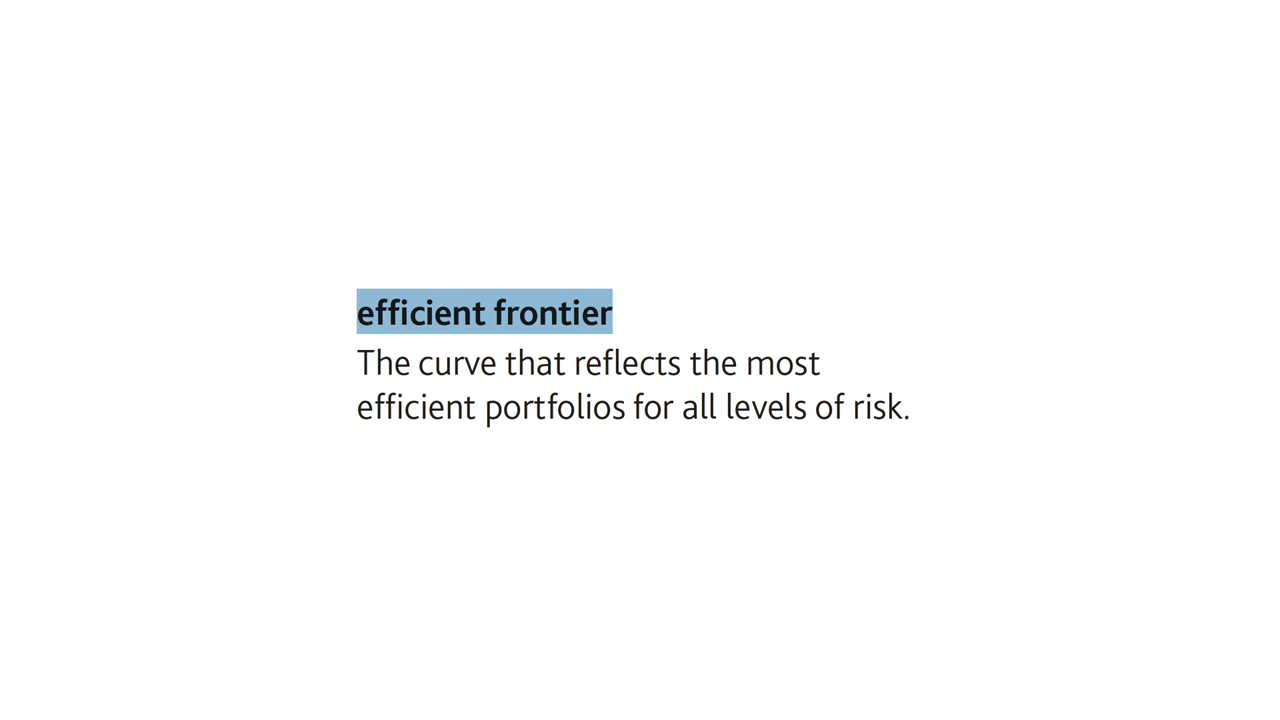 efficient frontier
The curve that reflects the most
efficient portfolios for all levels of risk.